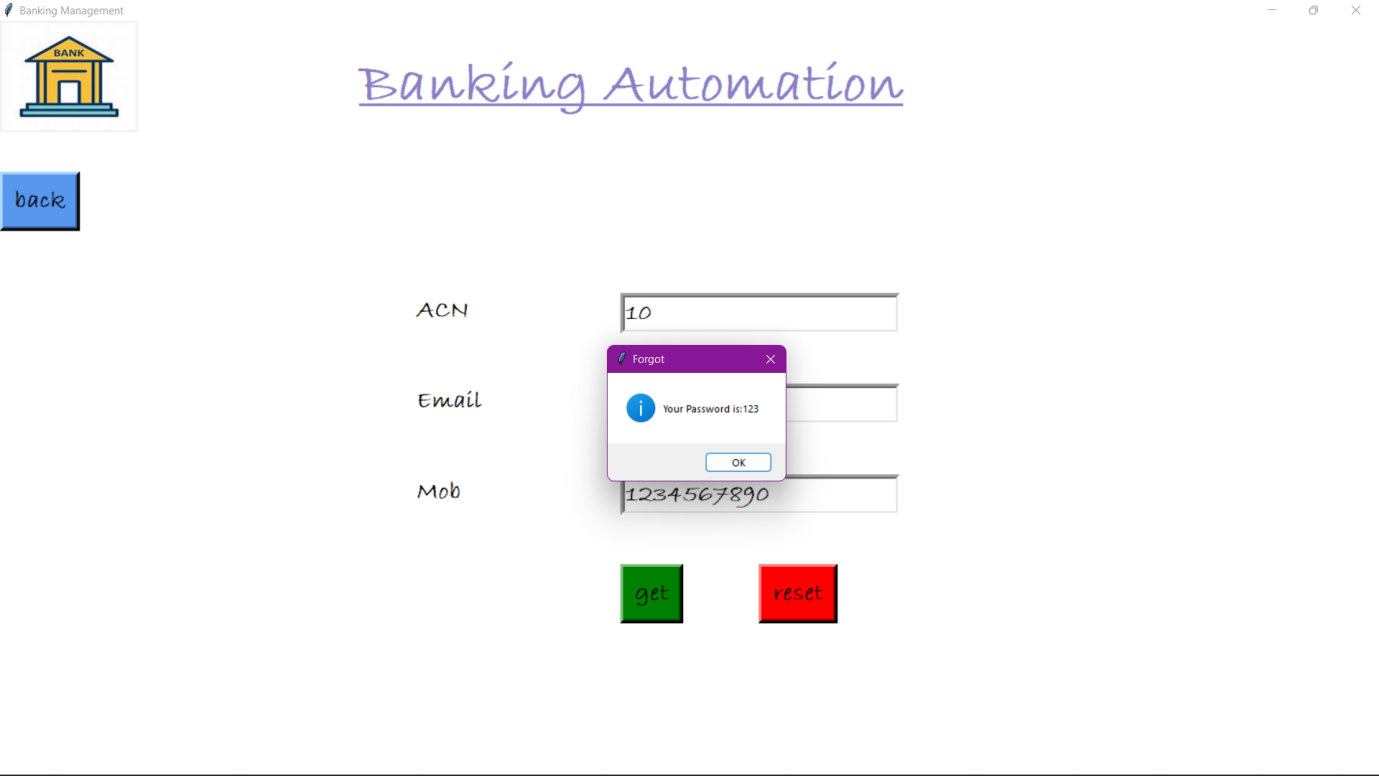 Banking Management
BANK
Banking Automation
back
ACN
10
Forgot
Your Password is:123
OK
Email
Mob
1234567890
get
reset